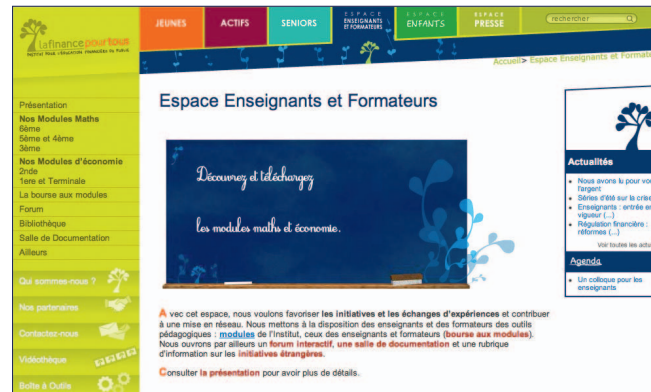 JEUNES
ACTIFS
SENIORS
ESPACE
ENSEIGNANTS
ET FORMATEURS
ESPACE
ENFANTS
ESPACE
PRESSE
rechercher
lafinancepourtous
INSTITUT POUR L'ÉDUCATION FINANCIÈRE DU PUBLIC
Accueil> Espace Enseignants et Formate
Présentation
Nos Modules Maths
6ème
5ème et 4ème
3ème
Nos Modules d'économie
2nde
1ere et Terminale
La bourse aux modules
Forum
Bibliothèque
Salle de Documentation
Ailleurs
Qui sommes-nous ?
Nos partenaires
Contactez-nous
Vidéothèque
Boîte à Outils
Espace Enseignants et Formateurs
Découvrez et téléchargez
les modules maths et économie.
Avec cet espace, nous voulons favoriser les initiatives et les échanges d'expériences et contribuer
à une mise en réseau. Nous mettons à la disposition des enseignants et des formateurs des outils
pédagogiques : modules de l'Institut, ceux des enseignants et formateurs (bourse aux modules).
Nous ouvrons par ailleurs un forum interactif, une salle de documentation et une rubrique
d'information sur les initiatives étrangères.
Consulter la présentation pour avoir plus de détails.
Actualités
Nous avons lu pour vo
l'argent
Séries d'été sur la crise
Enseignants : entrée en
vigueur (...)
Régulation financière :
réformes (...)
Voir toutes les actu
Agenda
Un colloque pour les
enseignants